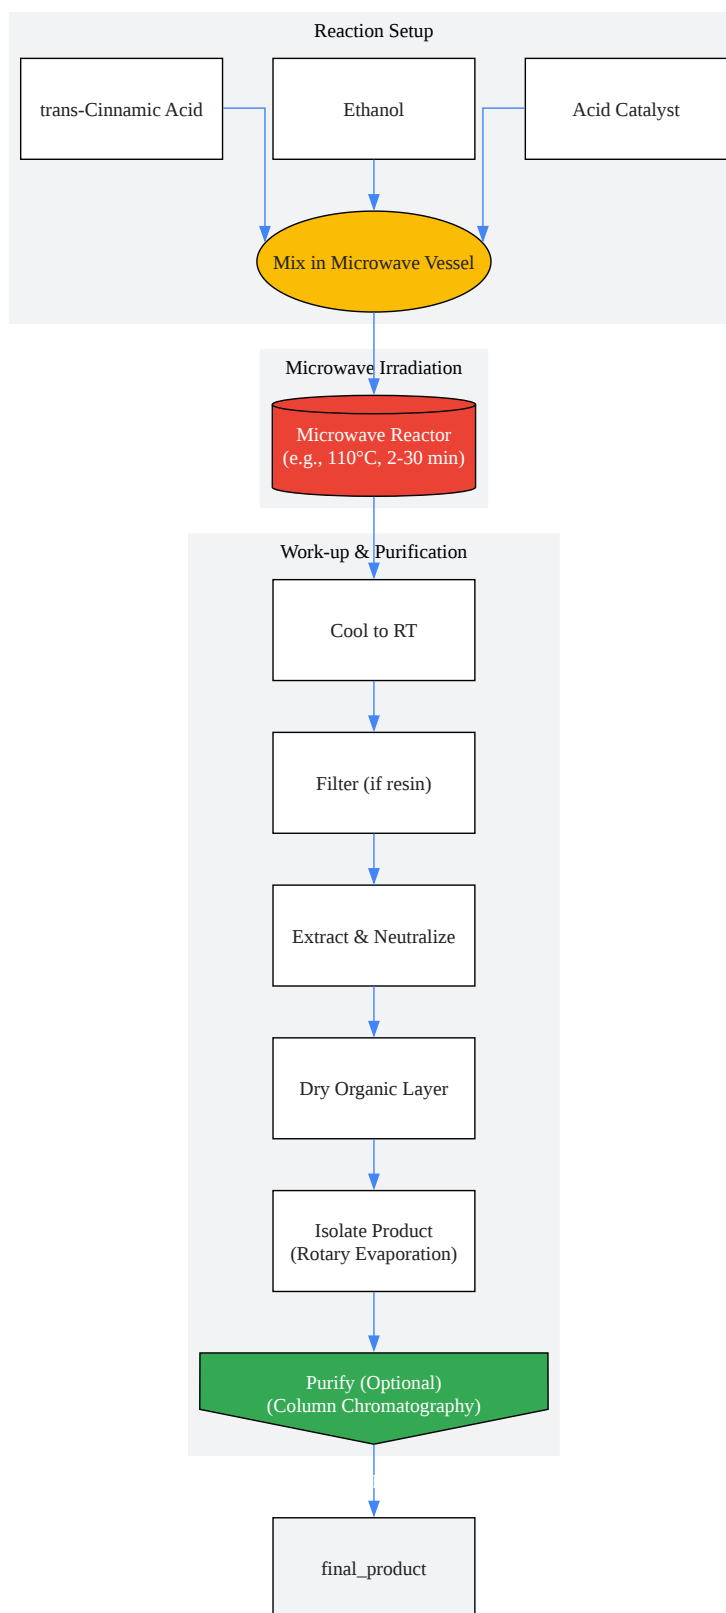 Reaction Setup
trans-Cinnamic Acid
Ethanol
Acid Catalyst
Mix in Microwave Vessel
Microwave Irradiation
Microwave Reactor
(e.g., 110°C, 2-30 min)
Work-up & Purification
Cool to RT
Filter (if resin)
Extract & Neutralize
Dry Organic Layer
Isolate Product
(Rotary Evaporation)
Purify (Optional)
(Column Chromatography)
final_product